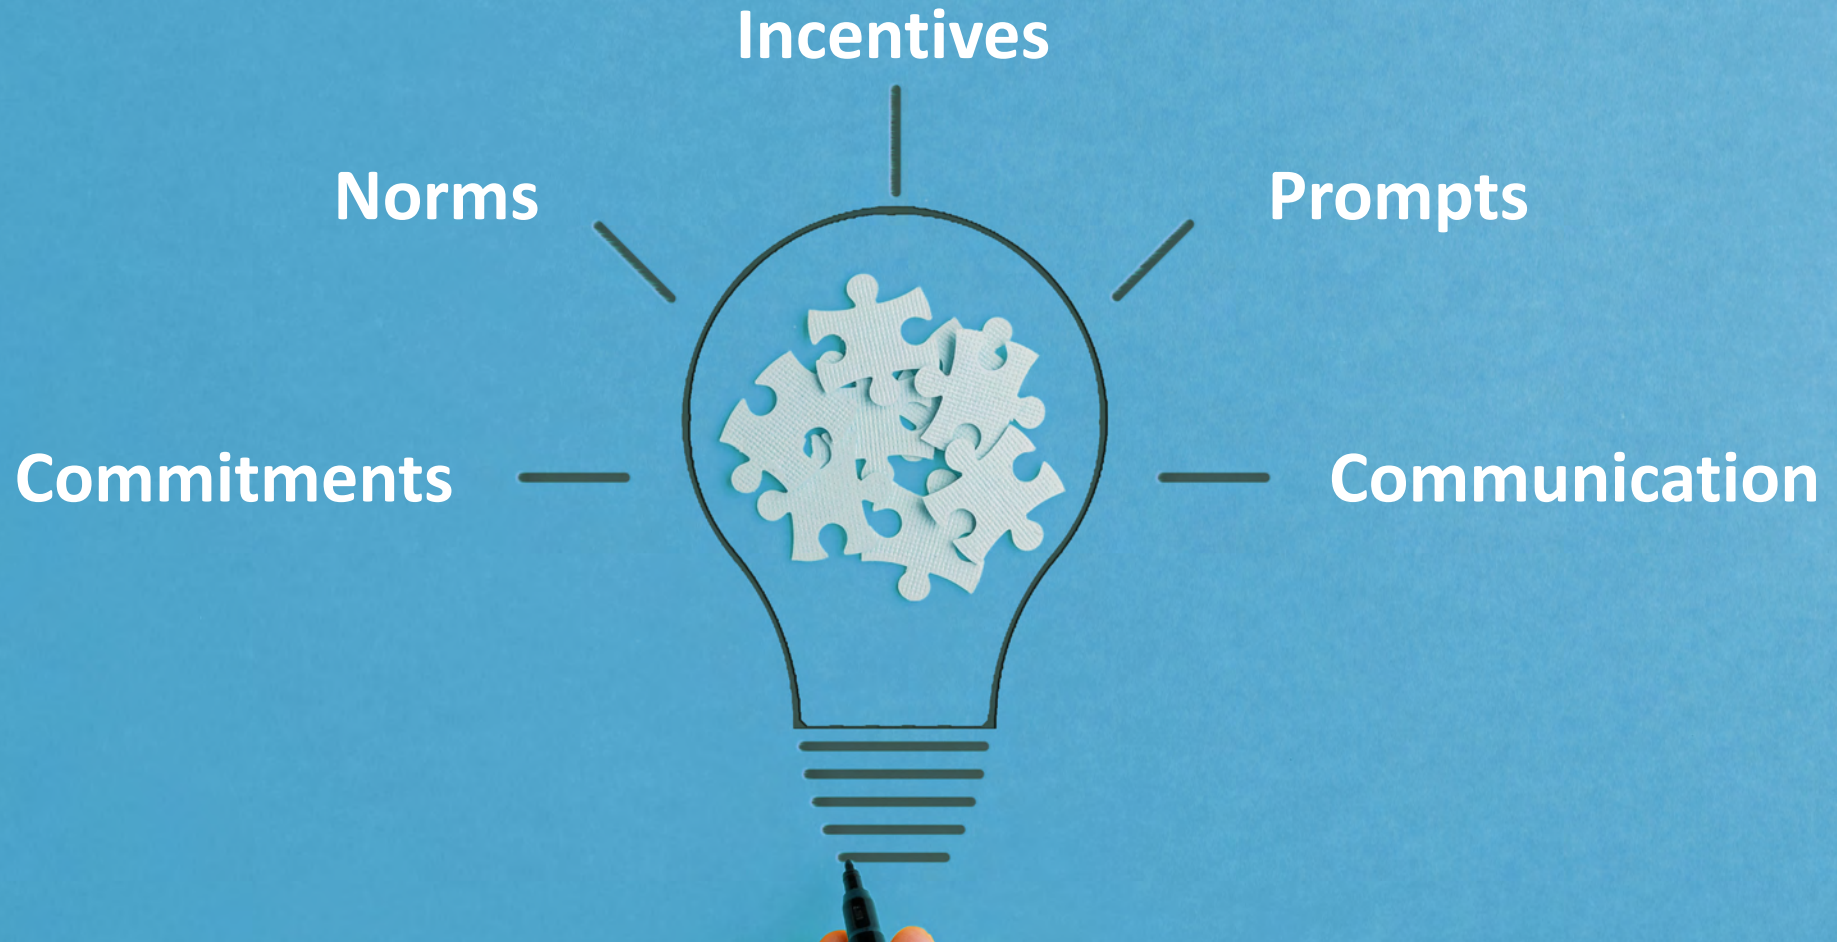 Incentives
Norms
Prompts
Commitments
Communication